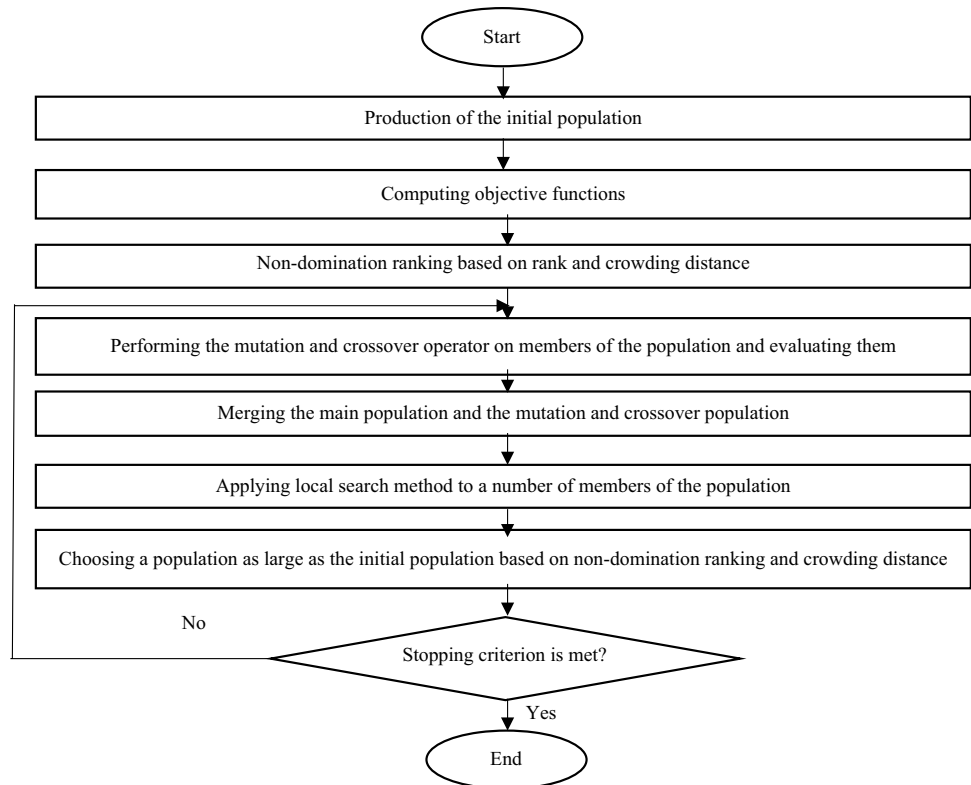 Start
Production of the initial population
Computing objective functions
Non-domination ranking based on rank and crowding distance
Performing the mutation and crossover operator on members of the population and evaluating them
Merging the main population and the mutation and crossover population
Applying local search method to a number of members of the population
Choosing a population as large as the initial population based on non-domination ranking and crowding distance
No
Stopping criterion is met?
Yes
End